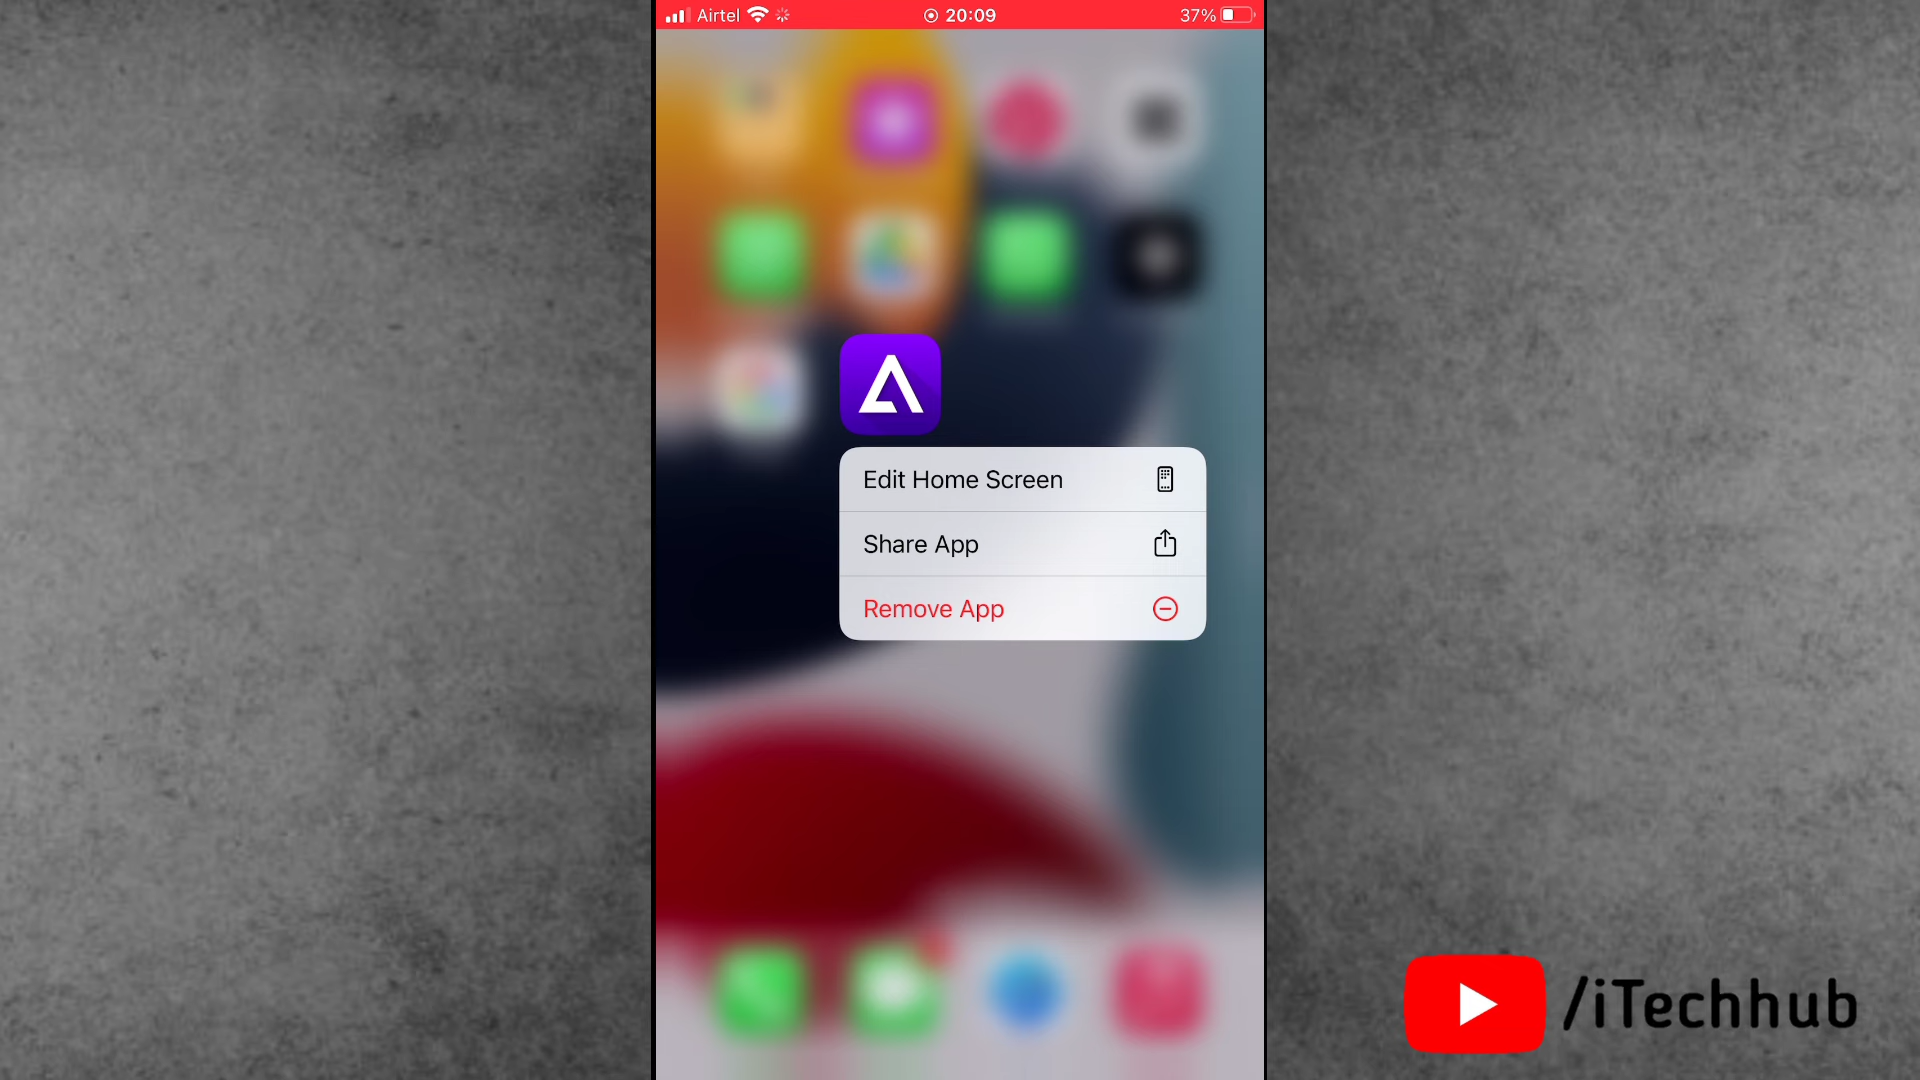 Airtel 20:09 37%
Edit Home Screen
Share App
Remove App
/iTechhub